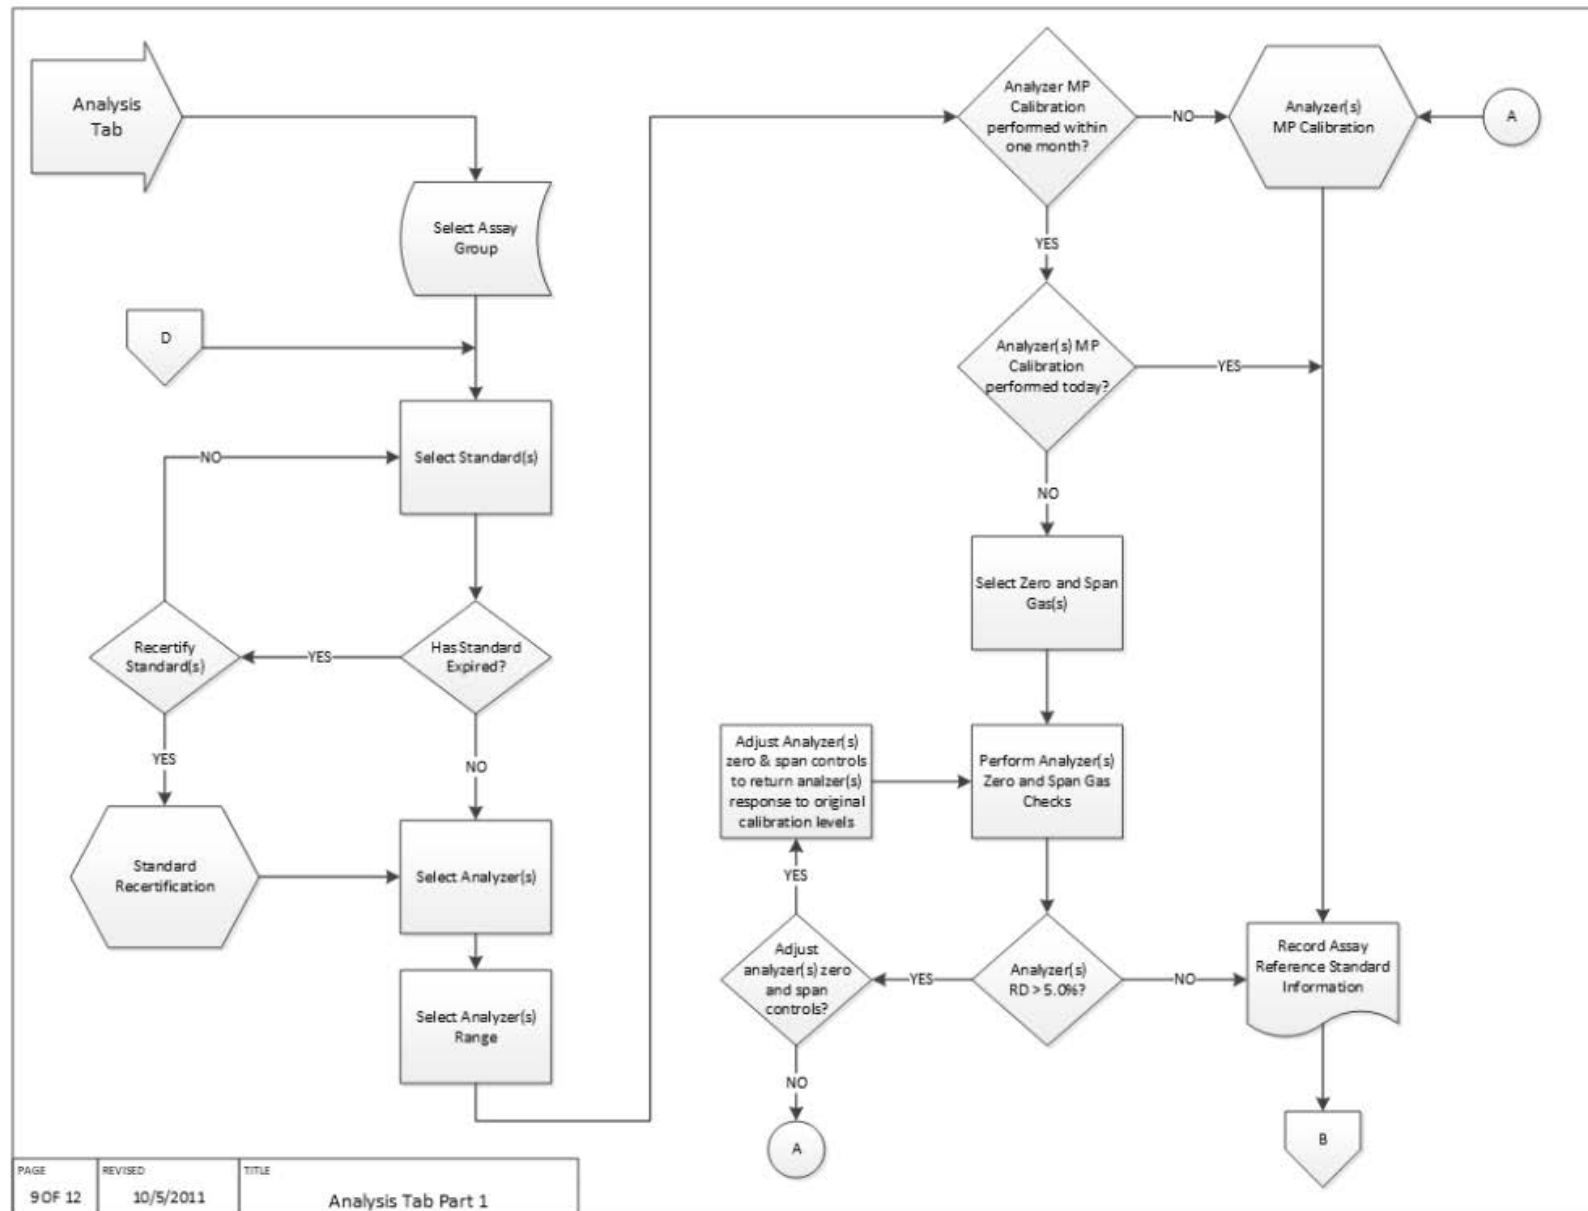 Analysis
Tab
Select Assay
Group
D
Select Standard(s)
NO
Recertify
Standard(s)
YES
Has Standard
Expired?
YES
NO
Standard
Recertification
Select Analyzer(s)
Select Analyzer(s)
Range
Analyzer MP
Calibration
performed within
one month?
NO
Analyzer(s)
MP Calibration
A
YES
Analyzer(s) MP
Calibration
performed today?
YES
NO
Select Zero and Span
Gas(s)
Adjust Analyzer(s)
zero & span controls
to return analzer(s)
response to original
calibration levels
Perform Analyzer(s)
Zero and Span Gas
Checks
YES
Adjust
analyzer(s) zero
and span
controls?
YES
Analyzer(s)
RD > 5.0%?
NO
Record Assay
Reference Standard
Information
NO
A
B
PAGE
9 OF 12
REVISED
10/5/2011
TITLE
Analysis Tab Part 1